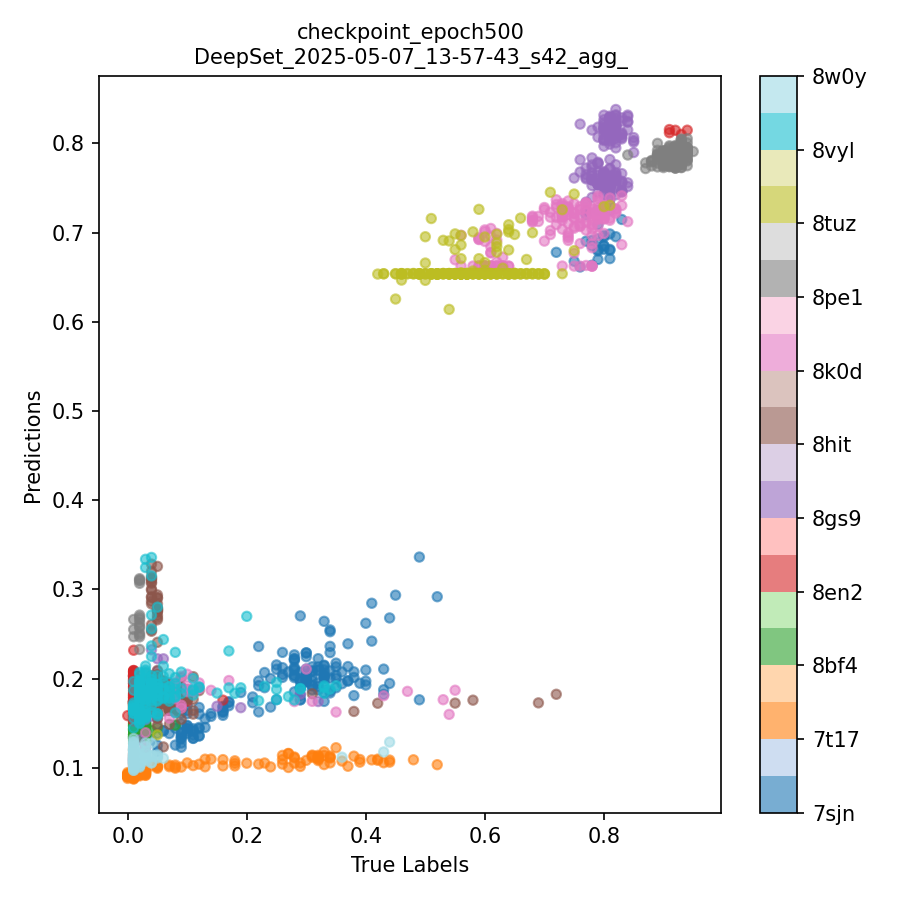 checkpoint_epoch500
DeepSet_2025-05-07_13-57-43_s42_agg_
8w0y
8vyl
8tuz
8pe1
8k0d
8hit
8gs9
8en2
8bf4
7t17
7sjn
0.8
0.7
0.6
0.5
0.4
0.3
0.2
0.1
Predictions
0.0
0.2
0.4
0.6
0.8
True Labels